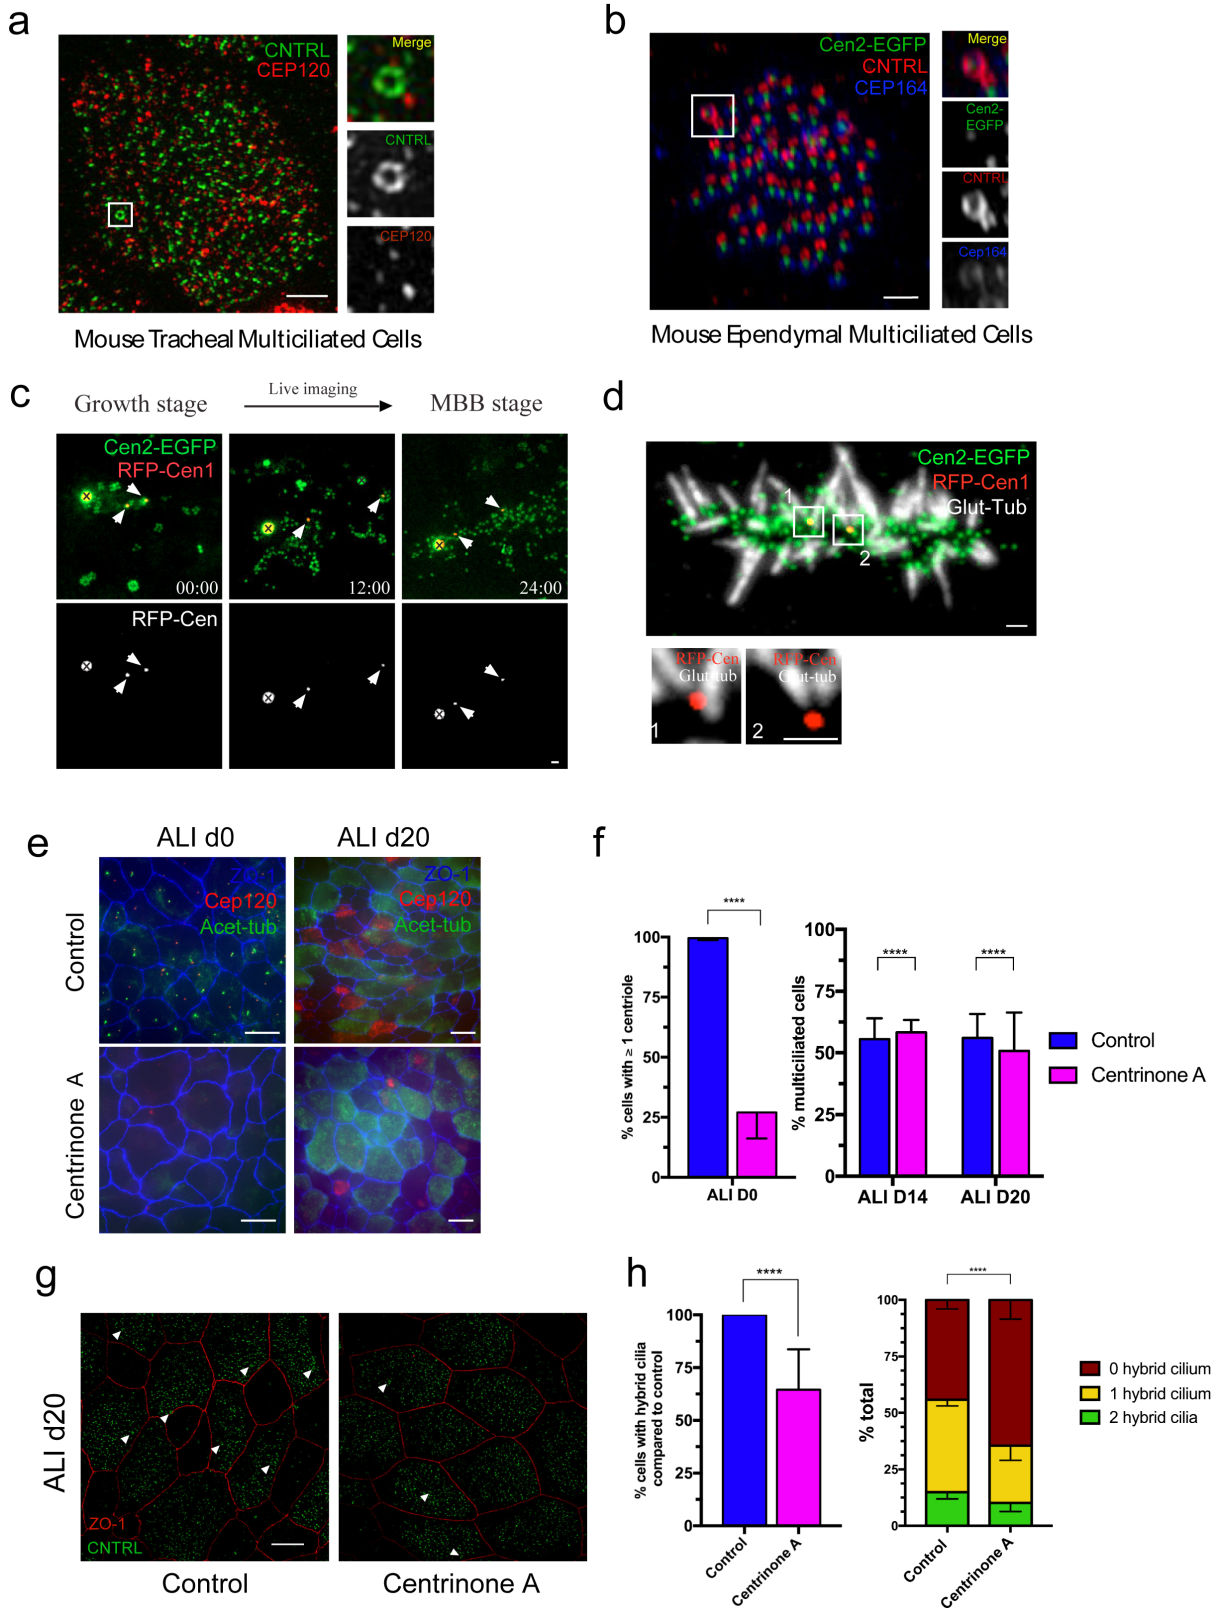 a
CNTRL
CEP120
Merge
CNTRL
CEP120
Mouse Tracheal Multiciliated Cells
b
Cen2-EGFP
CNTRL
CEP164
Merge
Cen2-
EGFP
CNTRL
Cep164
Mouse Ependymal Multiciliated Cells
c
Growth stage
Live imaging
MBB stage
Cen2-EGFP
RFP-Cen1
00:00
12:00
24:00
RFP-Cen
x
x
x
x
x
x
d
Cen2-EGFP
RFP-Cen1
Glut-Tub
1
2
RFP-Cen
Glut-tub
1
RFP-Cen
Glut-tub
2
e
ALI d0
ALI d20
Control
Centrinone A
ZO-1
Cep120
Acet-tub
ZO-1
Cep120
Acet-tub
f
% cells with ≥ 1 centriole
100
75
50
25
0
****
ALI D0
% multiciliated cells
100
75
50
25
0
****
****
ALI D14
ALI D20
Control
Centrinone A
g
ALI d20
ZO-1
CNTRL
Control
Centrinone A
h
% cells with hybrid cilia
compared to control
100
75
50
25
0
****
Control
Centrinone A
% total
100
50
0
****
Control
Centrinone A
0 hybrid cilium
1 hybrid cilium
2 hybrid cilia